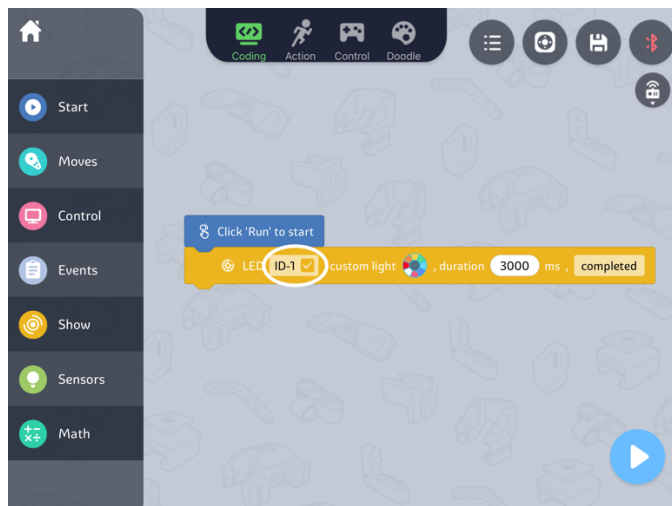 Coding Action Control Doodle
Start
Moves
Control
Events
Show
Sensors
Math
Click 'Run' to start
LED ID-1 custom light , duration 3000 ms , completed